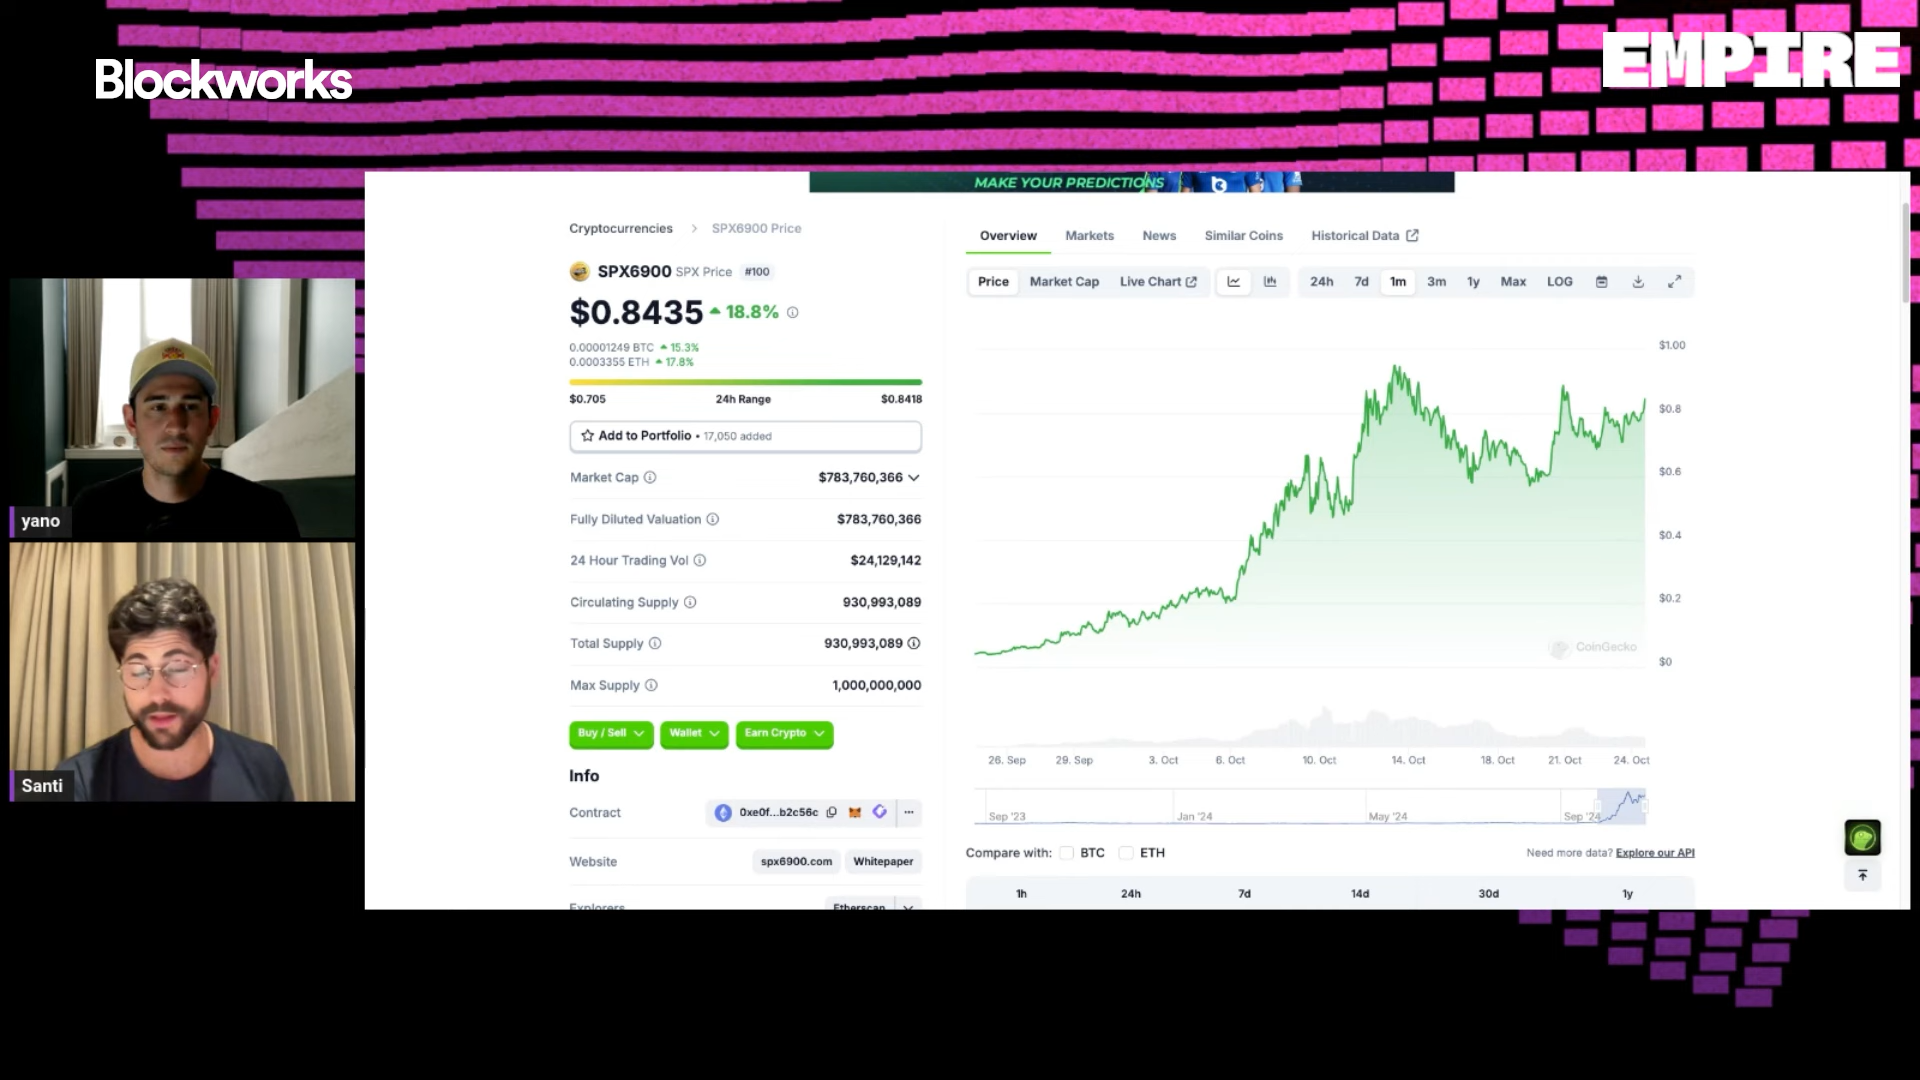 Blockworks
EMPIRE
MAKE YOUR PREDICTIONS
Cryptocurrencies > SPX6900 Price
SPX6900 SPX Price #100
$0.8435 18.8%
0.00001249 BTC 15.3%
0.0003355 ETH 17.8%
$0.705 24h Range $0.8418
Add to Portfolio • 17,050 added
Market Cap $783,760,366
Fully Diluted Valuation $783,760,366
24 Hour Trading Vol $24,129,142
Circulating Supply 930,993,089
Total Supply 930,993,089
Max Supply 1,000,000,000
Buy / Sell Wallet Earn Crypto
Info
Contract 0xe0f...b2c56c
Website spx6900.com Whitepaper
Explorers Etherscan
Overview Markets News Similar Coins Historical Data
Price Market Cap Live Chart 24h 7d 1m 3m 1y Max LOG
$1.00
$0.8
$0.6
$0.4
$0.2
$0
CoinGecko
26. Sep 29. Sep 3. Oct 6. Oct 10. Oct 14. Oct 18. Oct 21. Oct 24. Oct
Sep '23 Jan '24 May '24 Sep '24
Compare with: BTC ETH
Need more data? Explore our API
1h 24h 7d 14d 30d 1y
yano
Santi